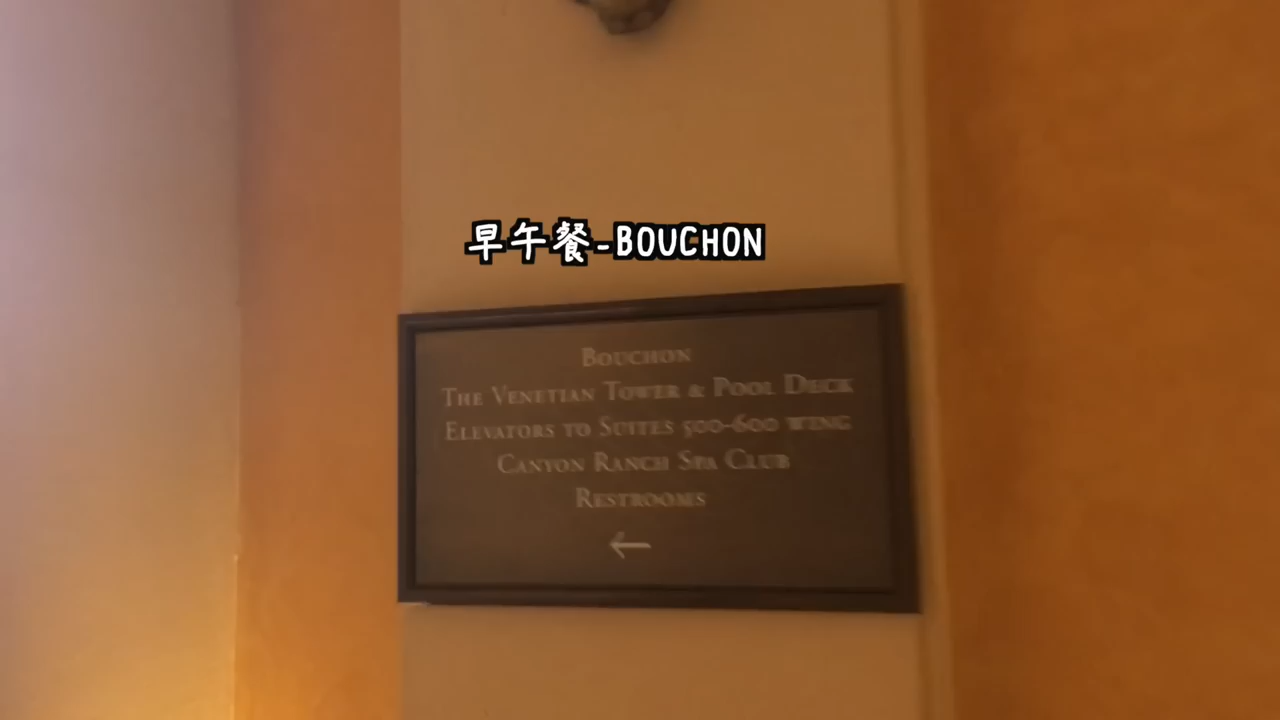 早午餐-BOUCHON
BOUCHON
THE VENETIAN TOWER & POOL DECK
ELEVATORS TO SUITES 500-600 WING
CANYON RANCH SPA CLUB
RESTROOMS
←